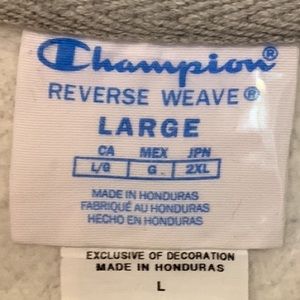 Champion®
REVERSE WEAVE®
LARGE
CA MEX JPN
L/G G 2XL
MADE IN HONDURAS
FABRIQUÉ AU HONDURAS
HECHO EN HONDURAS
EXCLUSIVE OF DECORATION
MADE IN HONDURAS
L